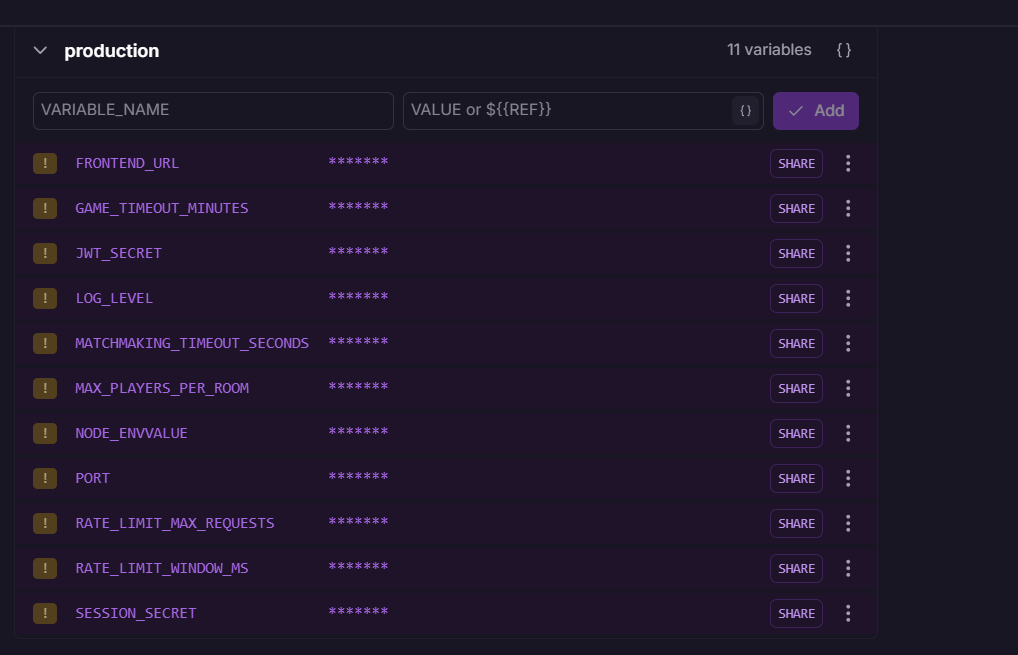 production 11 variables { }
VARIABLE_NAME VALUE or ${{REF}} {} Add
! FRONTEND_URL ******* SHARE
! GAME_TIMEOUT_MINUTES ******* SHARE
! JWT_SECRET ******* SHARE
! LOG_LEVEL ******* SHARE
! MATCHMAKING_TIMEOUT_SECONDS ******* SHARE
! MAX_PLAYERS_PER_ROOM ******* SHARE
! NODE_ENVVALUE ******* SHARE
! PORT ******* SHARE
! RATE_LIMIT_MAX_REQUESTS ******* SHARE
! RATE_LIMIT_WINDOW_MS ******* SHARE
! SESSION_SECRET ******* SHARE